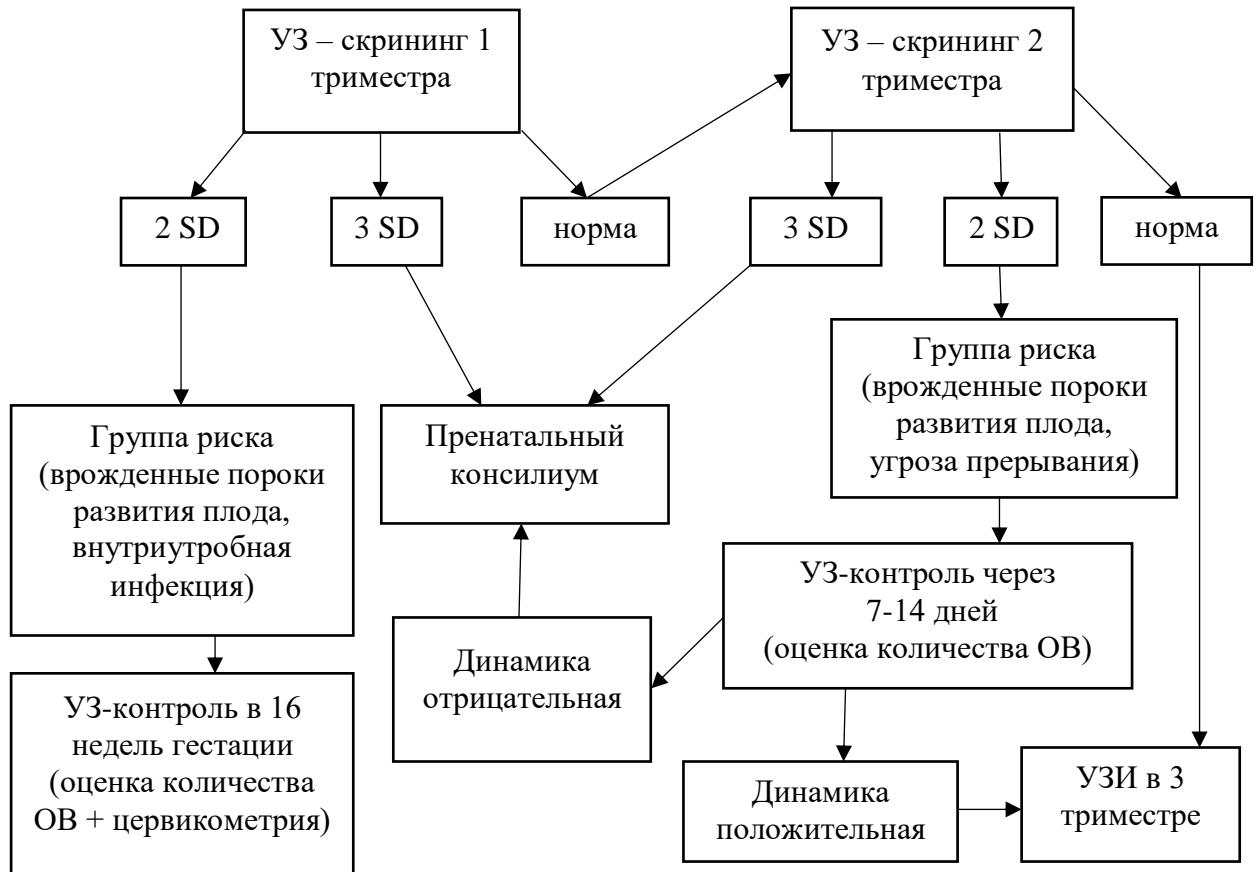 УЗ – скрининг 1
триместра
УЗ – скрининг 2
триместра
2 SD
3 SD
норма
3 SD
2 SD
норма
Группа риска
(врожденные пороки
развития плода,
внутриутробная
инфекция)
Пренатальный
консилиум
Группа риска
(врожденные пороки
развития плода,
угроза прерывания)
УЗ-контроль через
7-14 дней
(оценка количества ОВ)
Динамика
отрицательная
УЗ-контроль в 16
недель гестации
(оценка количества
ОВ + цервикометрия)
Динамика
положительная
УЗИ в 3
триместре